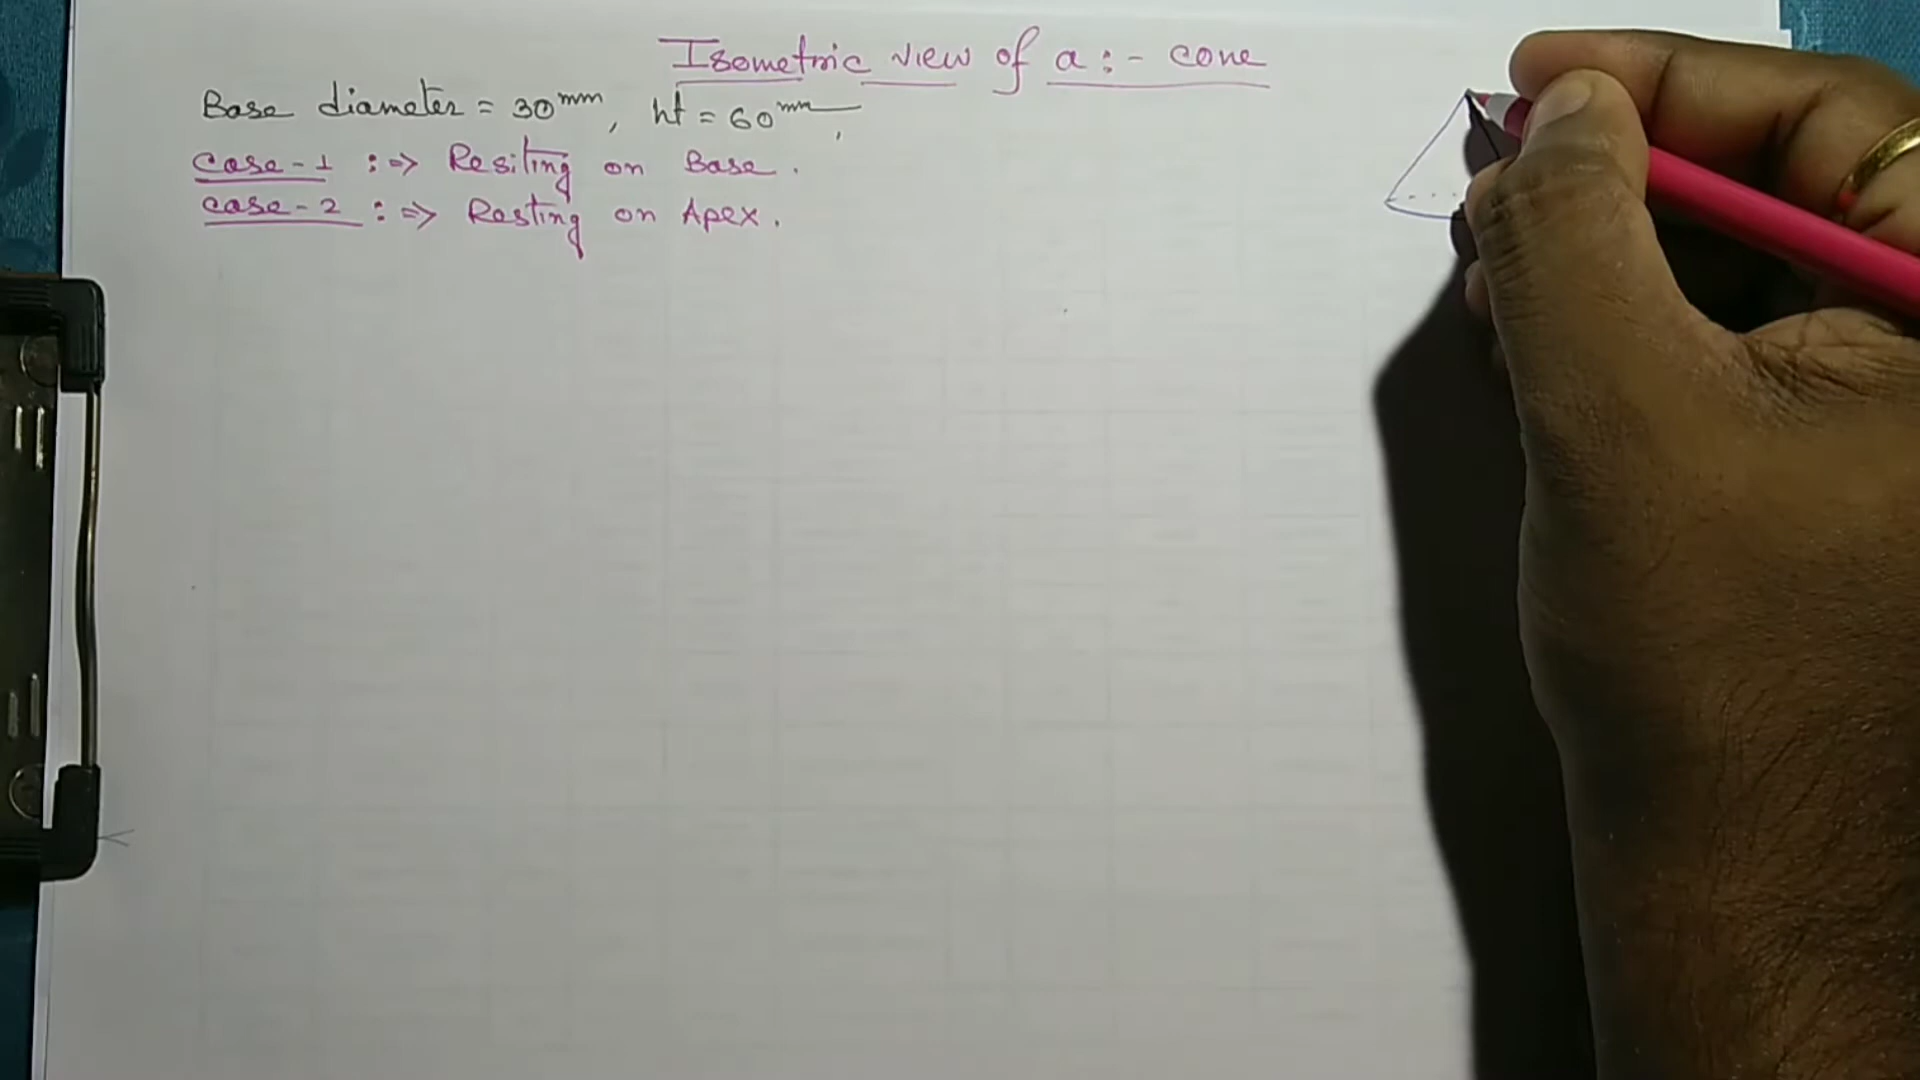 Isometric view of a :- cone
Base diameter = 30mm, ht = 60mm,
Case-1 :=> Resiting on Base.
case-2 :=> Resting on Apex.